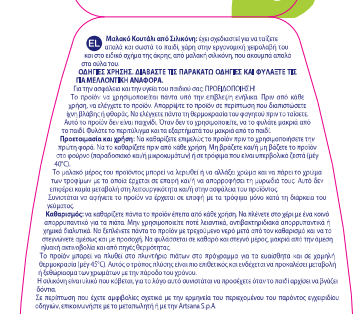 EL Μαλακό Κουτάλι από Σιλικόνη: έχει σχεδιαστεί για να ταΐζετε
απαλά και σωστά το παιδί, χάρη στην εργονομική χειρολαβή του
και στο ειδικό σχήμα της άκρης, από μαλακή σιλικόνη, που ακουμπά απαλά
στα ούλα του.
ΟΔΗΓΙΕΣ ΧΡΗΣΗΣ. ΔΙΑΒΑΣΤΕ ΤΙΣ ΠΑΡΑΚΑΤΩ ΟΔΗΓΙΕΣ ΚΑΙ ΦΥΛΑΞΤΕ ΤΙΣ
ΓΙΑ ΜΕΛΛΟΝΤΙΚΗ ΑΝΑΦΟΡΑ.
Για την ασφάλεια και την υγεία του παιδιού σας ΠΡΟΕΙΔΟΠΟΙΗΣΗ!
Το προϊόν να χρησιμοποιείται πάντα υπό την επίβλεψη ενήλικα. Πριν από κάθε
χρήση, να ελέγχετε το προϊόν. Απορρίψτε το προϊόν σε περίπτωση που διαπιστώσετε
ίχνη βλάβης ή φθοράς. Να ελέγχετε πάντα τη θερμοκρασία του φαγητού πριν το ταΐσετε.
Αυτό το προϊόν δεν είναι παιχνίδι. Όταν δεν το χρησιμοποιείτε, να το φυλάτε μακριά από
το παιδί. Φυλάτε το περιτύλιγμα και τα εξαρτήματά του μακριά από το παιδί.
Προετοιμασία και χρήση: Να καθαρίζετε επιμελώς το προϊόν πριν το χρησιμοποιήσετε την
πρώτη φορά. Να το καθαρίζετε πριν από κάθε χρήση. Μη βράζετε και/ή μη βάζετε το προϊόν
στο φούρνο (παραδοσιακό και/ή μικροκυμάτων) ή σε τρόφιμα που είναι υπερβολικά ζεστά (μέγ
40°C).
Το μαλακό μέρος του προϊόντος μπορεί να λερωθεί ή να αλλάξει χρώμα και να πάρει το χρώμα
των τροφίμων με τα οποία έρχεται σε επαφή και/ή να απορροφήσει τη μυρωδιά τους. Αυτό δεν
επιφέρει καμία μεταβολή στη λειτουργικότητα και/ή στην ασφάλεια του προϊόντος.
Συνιστάται να αφήνετε το προϊόν να έρχεται σε επαφή με τα τρόφιμα μόνο κατά τη διάρκεια του
γεύματος.
Καθαρισμός: να καθαρίζετε πάντα το προϊόν έπειτα από κάθε χρήση. Να πλένετε στο χέρι με ένα κοινό
απορρυπαντικό για τα πιάτα. Μην χρησιμοποιείτε ποτέ λειαντικά, αντιβακτηριδιακά απορρυπαντικά ή
χημικά διαλυτικά. Να ξεπλένετε πάντα το προϊόν με τρεχούμενο νερό μετά από τον καθαρισμό και να το
στεγνώνετε αμέσως και με προσοχή. Να φυλάσσεται σε καθαρό και στεγνό μέρος, μακριά από την άμεση
ηλιακή ακτινοβολία και από πηγές θερμότητας.
Το προϊόν μπορεί να πλυθεί στο πλυντήριο πιάτων στο πρόγραμμα για τα ευαίσθητα και σε χαμηλή
θερμοκρασία (μέγ 45°C). Αυτός ο τρόπος πλύσης είναι πιο επιθετικός και ενδέχεται να προκαλέσει μεταβολή
ή ξεθώριασμα των χρωμάτων με την πάροδο του χρόνου.
Η σιλικόνη είναι υλικό που κόβεται, για το λόγο αυτό συνιστάται να προσέχετε όταν το παιδί αρχίσει να βγάζει
δόντια.
Σε περίπτωση που έχετε αμφιβολίες σχετικά με την ερμηνεία του περιεχομένου του παρόντος εγχειριδίου
οδηγιών, επικοινωνήστε με το μεταπωλητή ή με την Artsana S.p.A.